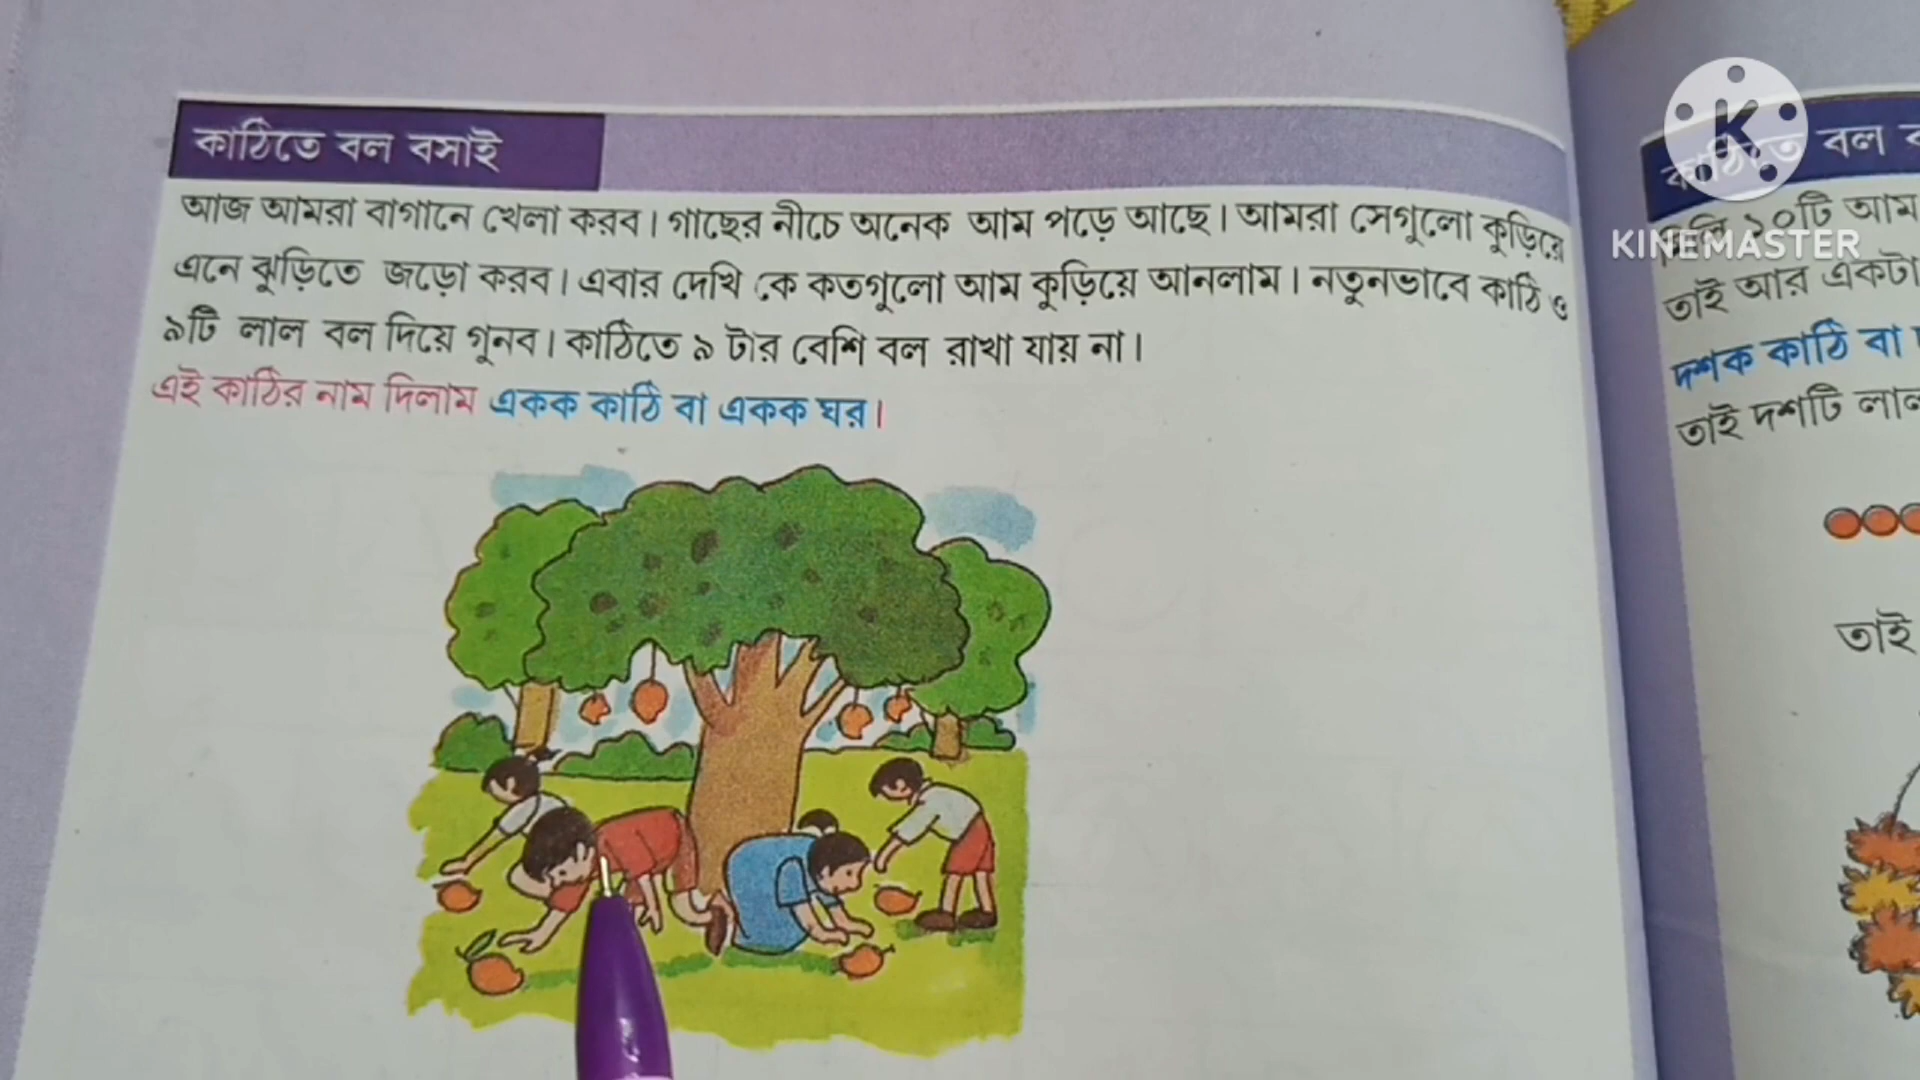 কাঠিতে বল বসাই
আজ আমরা বাগানে খেলা করব। গাছের নীচে অনেক আম পড়ে আছে। আমরা সেগুলো কুড়িয়ে
এনে ঝুড়িতে জড়ো করব। এবার দেখি কে কতগুলো আম কুড়িয়ে আনলাম। নতুনভাবে কাঠি ও
৯টি লাল বল দিয়ে গুনব। কাঠিতে ৯ টার বেশি বল রাখা যায় না।
এই কাঠির নাম দিলাম একক কাঠি বা একক ঘর।
K
KINEMASTER
কাঠিতে বল
১০টি আম
তাই আর একটা
দশক কাঠি বা
তাই দশটি লাল
তাই